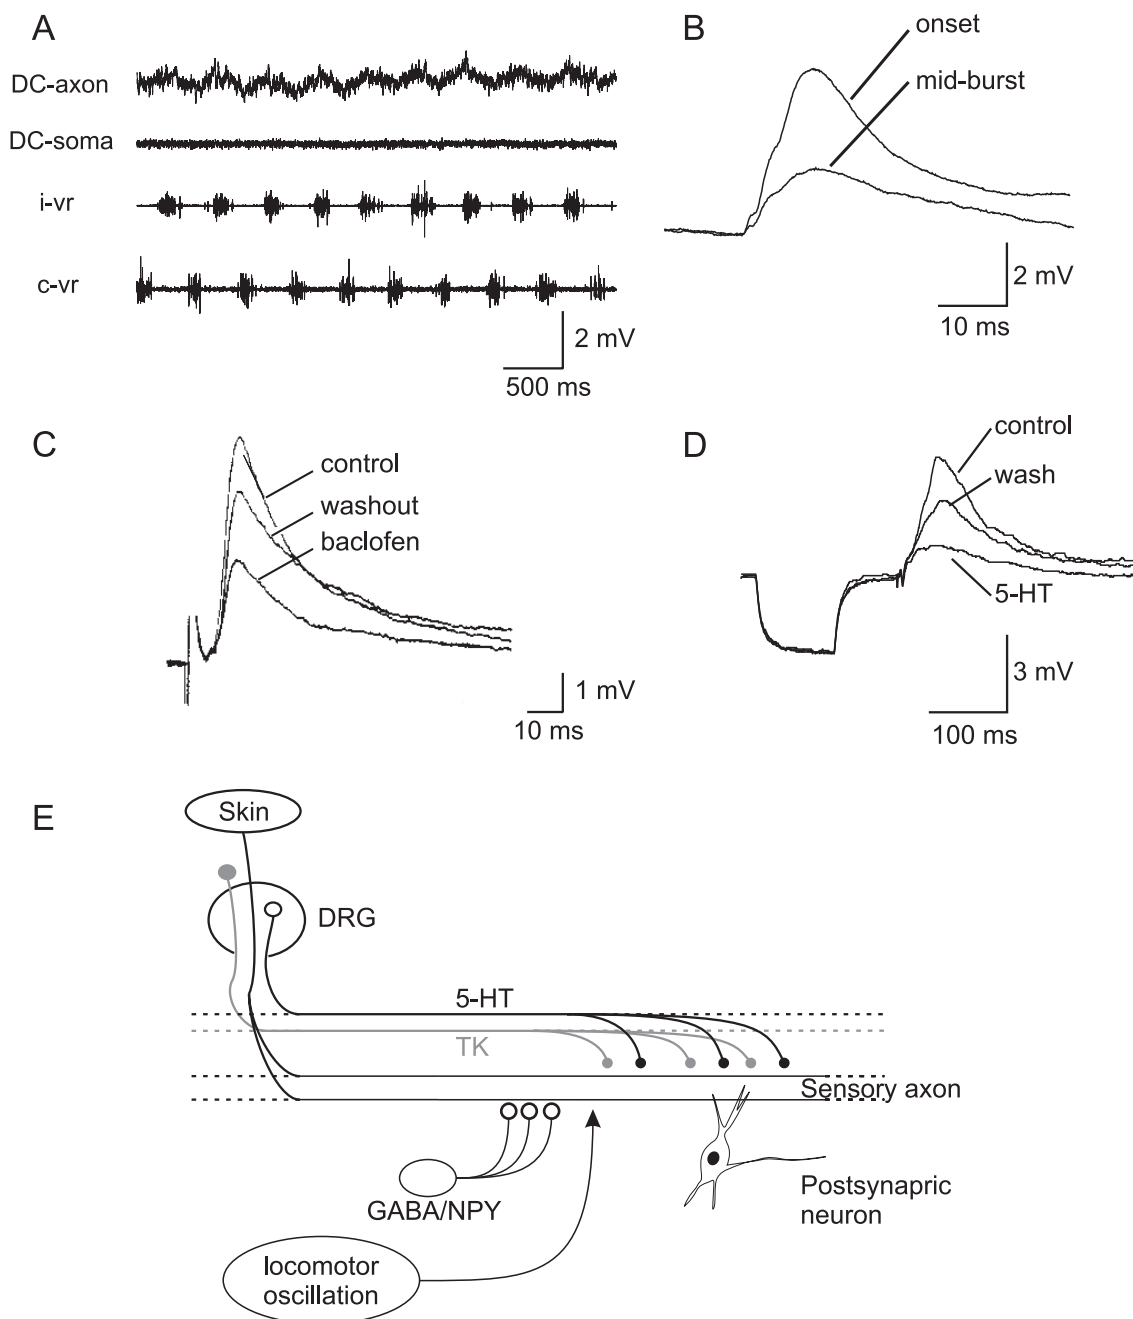 A
DC-axon
DC-soma
i-vr
c-vr
2 mV
500 ms
B
onset
mid-burst
2 mV
10 ms
C
control
washout
baclofen
1 mV
10 ms
D
control
wash
5-HT
3 mV
100 ms
E
Skin
DRG
5-HT
TK
Sensory axon
GABA/NPY
Postsynapric
neuron
locomotor
oscillation